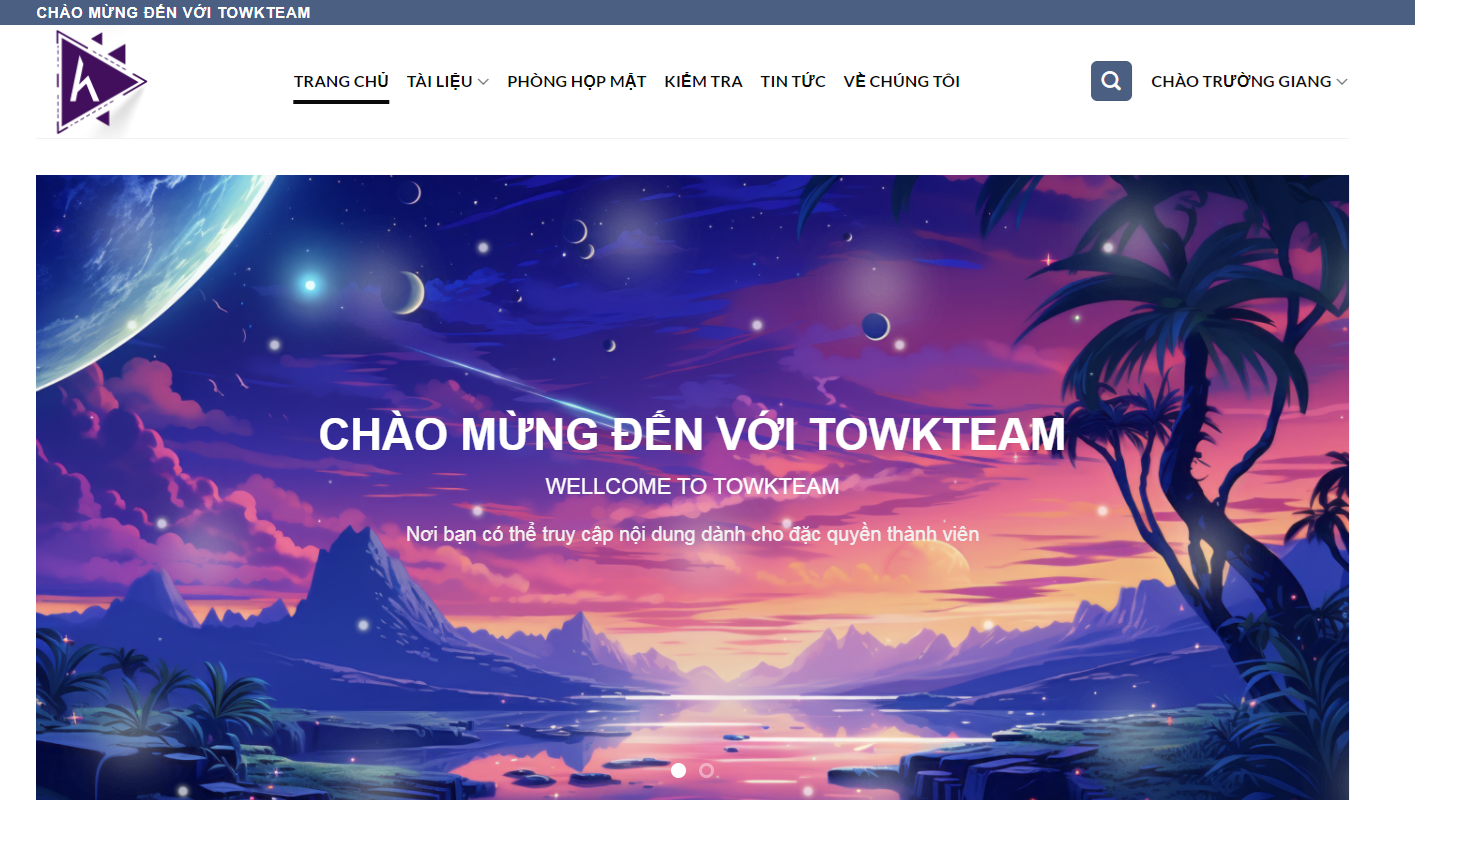 CHÀO MỪNG ĐẾN VỚI TOWKTEAM
TRANG CHỦ TÀI LIỆU PHÒNG HỌP MẬT KIỂM TRA TIN TỨC VỀ CHÚNG TÔI CHÀO TRƯỜNG GIANG
CHÀO MỪNG ĐẾN VỚI TOWKTEAM
WELLCOME TO TOWKTEAM
Nơi bạn có thể truy cập nội dung dành cho đặc quyền thành viên